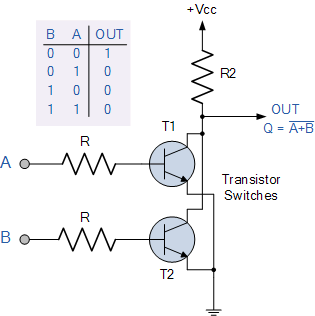 +Vcc
B A OUT
0 0 1
0 1 0
1 0 0
1 1 0
R2
OUT
Q = A̅+̅B̅
T1
R
A
Transistor
Switches
R
B
T2